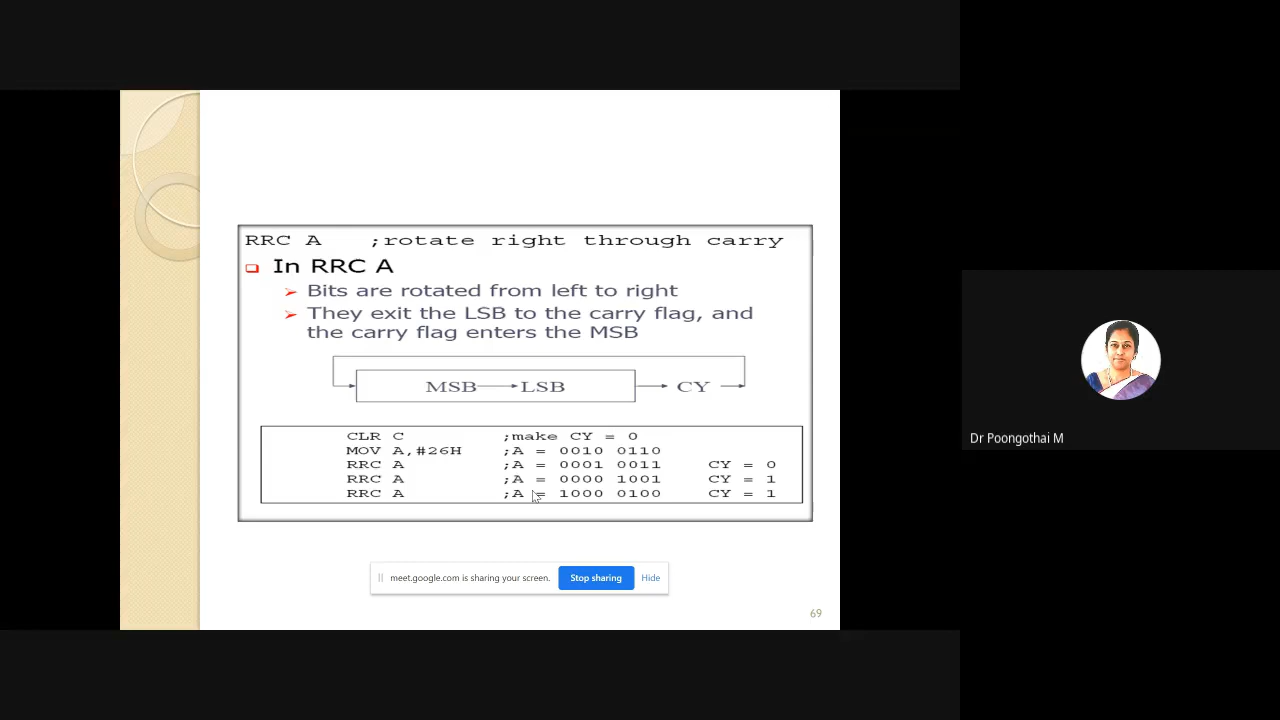 RRC A ;rotate right through carry
In RRC A
Bits are rotated from left to right
They exit the LSB to the carry flag, and
the carry flag enters the MSB
MSB LSB CY
CLR C ;make CY = 0
MOV A,#26H ;A = 0010 0110
RRC A ;A = 0001 0011 CY = 0
RRC A ;A = 0000 1001 CY = 1
RRC A ;A = 1000 0100 CY = 1
meet.google.com is sharing your screen. Stop sharing Hide
69
Dr Poongothai M